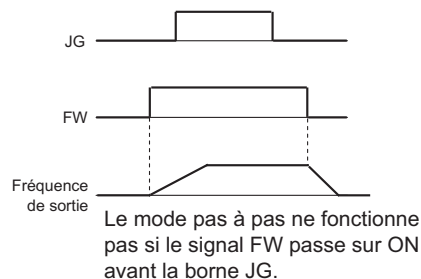 JG
FW
Fréquence
de sortie
Le mode pas à pas ne fonctionne
pas si le signal FW passe sur ON
avant la borne JG.